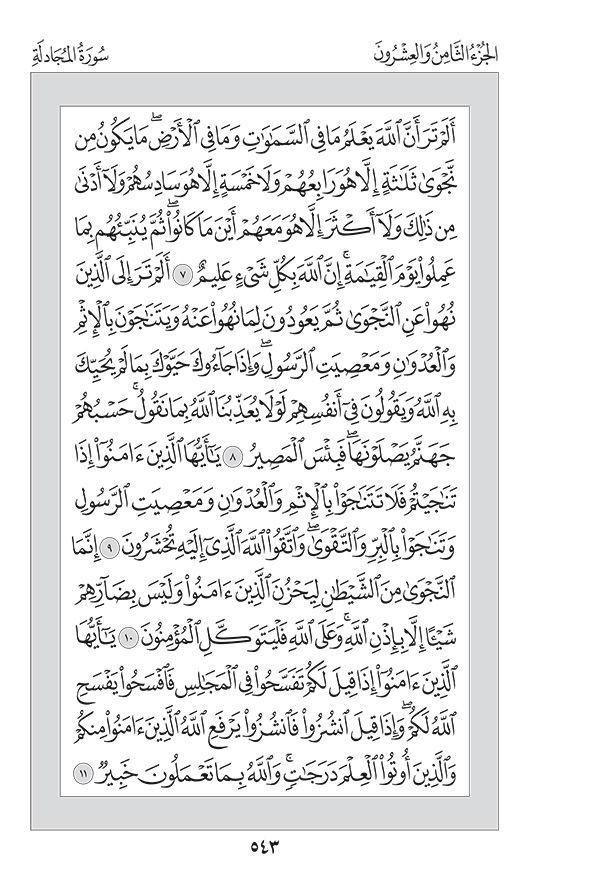 الجُزْءُ الثَّامِنُ وَالعِشْرُونَ
سُورَةُ المُجَادلَةِ
أَلَمْ تَرَ أَنَّ ٱللَّهَ يَعْلَمُ مَا فِي ٱلسَّمَٰوَٰتِ وَمَا فِي ٱلْأَرْضِۖ مَا يَكُونُ مِن
نَّجْوَىٰ ثَلَٰثَةٍ إِلَّا هُوَ رَابِعُهُمْ وَلَا خَمْسَةٍ إِلَّا هُوَ سَادِسُهُمْ وَلَآ أَدْنَىٰ
مِن ذَٰلِكَ وَلَآ أَكْثَرَ إِلَّا هُوَ مَعَهُمْ أَيْنَ مَا كَانُوا۟ۖ ثُمَّ يُنَبِّئُهُم بِمَا
عَمِلُوا۟ يَوْمَ ٱلْقِيَٰمَةِۚ إِنَّ ٱللَّهَ بِكُلِّ شَىْءٍ عَلِيمٌ ٧ أَلَمْ تَرَ إِلَى ٱلَّذِينَ
نُهُوا۟ عَنِ ٱلنَّجْوَىٰ ثُمَّ يَعُودُونَ لِمَا نُهُوا۟ عَنْهُ وَيَتَنَٰجَوْنَ بِٱلْإِثْمِ
وَٱلْعُدْوَٰنِ وَمَعْصِيَتِ ٱلرَّسُولِۖ وَإِذَا جَآءُوكَ حَيَّوْكَ بِمَا لَمْ يُحَيِّكَ
بِهِ ٱللَّهُ وَيَقُولُونَ فِىٓ أَنفُسِهِمْ لَوْلَا يُعَذِّبُنَا ٱللَّهُ بِمَا نَقُولُۚ حَسْبُهُمْ
جَهَنَّمُ يَصْلَوْنَهَاۖ فَبِئْسَ ٱلْمَصِيرُ ٨ يَٰٓأَيُّهَا ٱلَّذِينَ ءَامَنُوٓا۟ إِذَا
تَنَٰجَيْتُمْ فَلَا تَتَنَٰجَوْا۟ بِٱلْإِثْمِ وَٱلْعُدْوَٰنِ وَمَعْصِيَتِ ٱلرَّسُولِ
وَتَنَٰجَوْا۟ بِٱلْبِرِّ وَٱلتَّقْوَىٰۖ وَٱتَّقُوا۟ ٱللَّهَ ٱلَّذِىٓ إِلَيْهِ تُحْشَرُونَ ٩ إِنَّمَا
ٱلنَّجْوَىٰ مِنَ ٱلشَّيْطَٰنِ لِيَحْزُنَ ٱلَّذِينَ ءَامَنُوا۟ وَلَيْسَ بِضَآرِّهِمْ
شَيْـًٔا إِلَّا بِإِذْنِ ٱللَّهِۚ وَعَلَى ٱللَّهِ فَلْيَتَوَكَّلِ ٱلْمُؤْمِنُونَ ١٠ يَٰٓأَيُّهَا
ٱلَّذِينَ ءَامَنُوٓا۟ إِذَا قِيلَ لَكُمْ تَفَسَّحُوا۟ فِى ٱلْمَجَٰلِسِ فَٱفْسَحُوا۟ يَفْسَحِ
ٱللَّهُ لَكُمْۖ وَإِذَا قِيلَ ٱنشُزُوا۟ فَٱنشُزُوا۟ يَرْفَعِ ٱللَّهُ ٱلَّذِينَ ءَامَنُوا۟ مِنكُمْ
وَٱلَّذِينَ أُوتُوا۟ ٱلْعِلْمَ دَرَجَٰتٍۚ وَٱللَّهُ بِمَا تَعْمَلُونَ خَبِيرٌ ١١
٥٤٣